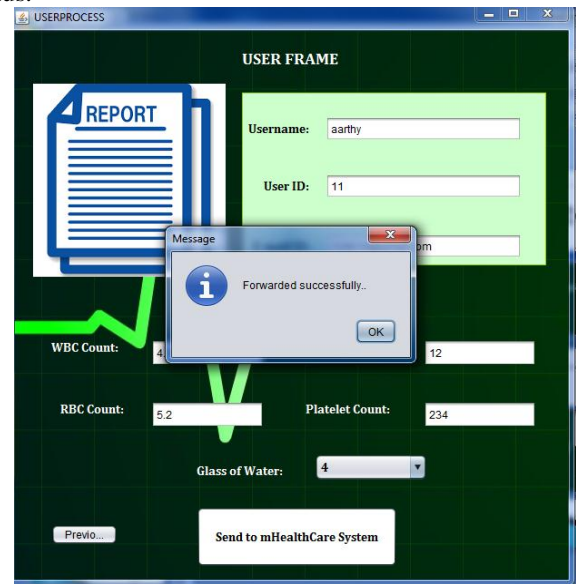 USERPROCESS
USER FRAME
REPORT
Username: aarthy
User ID: 11
Message
om
Forwarded successfully..
OK
WBC Count: 4. 12
RBC Count: 5.2 Platelet Count: 234
Glass of Water: 4
Previo... Send to mHealthCare System